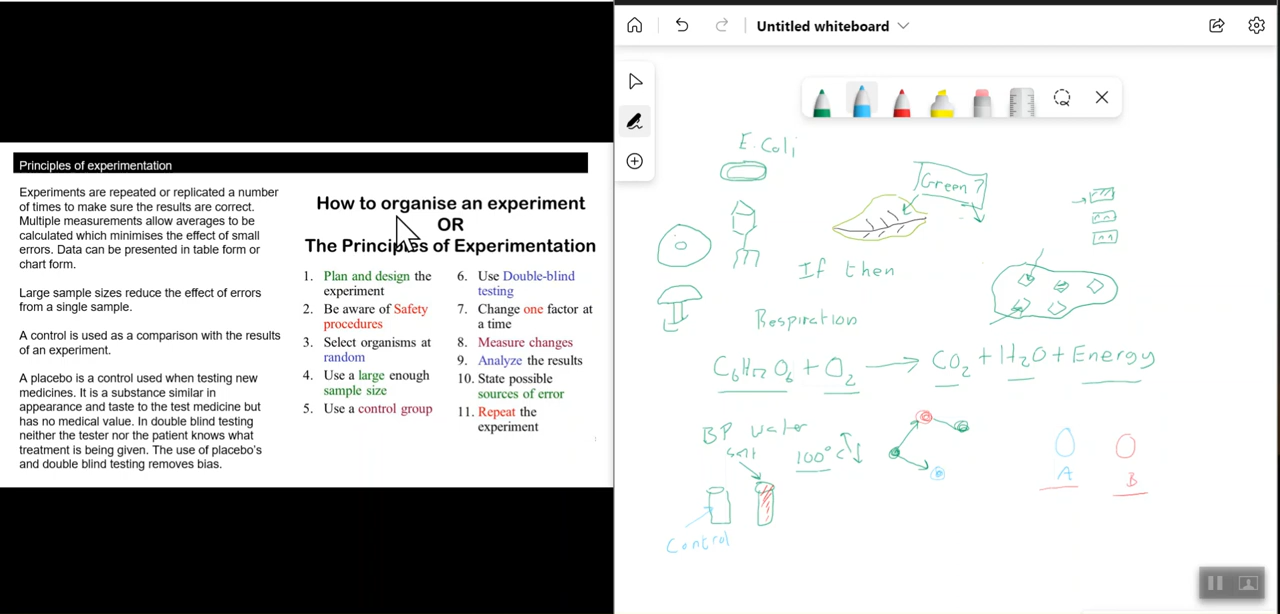 Principles of experimentation
Experiments are repeated or replicated a number
of times to make sure the results are correct.
Multiple measurements allow averages to be
calculated which minimises the effect of small
errors. Data can be presented in table form or
chart form.
Large sample sizes reduce the effect of errors
from a single sample.
A control is used as a comparison with the results
of an experiment.
A placebo is a control used when testing new
medicines. It is a substance similar in
appearance and taste to the test medicine but
has no medical value. In double blind testing
neither the tester nor the patient knows what
treatment is being given. The use of placebo's
and double blind testing removes bias.
How to organise an experiment
OR
The Principles of Experimentation
1. Plan and design the
experiment
2. Be aware of Safety
procedures
3. Select organisms at
random
4. Use a large enough
sample size
5. Use a control group
6. Use Double-blind
testing
7. Change one factor at
a time
8. Measure changes
9. Analyze the results
10. State possible
sources of error
11. Repeat the
experiment
Untitled whiteboard
E. Coli
Green?
If then
Respiration
C6H12O6 + O2 → CO2 + H2O + Energy
BP water
salt 100°C
A B
Control